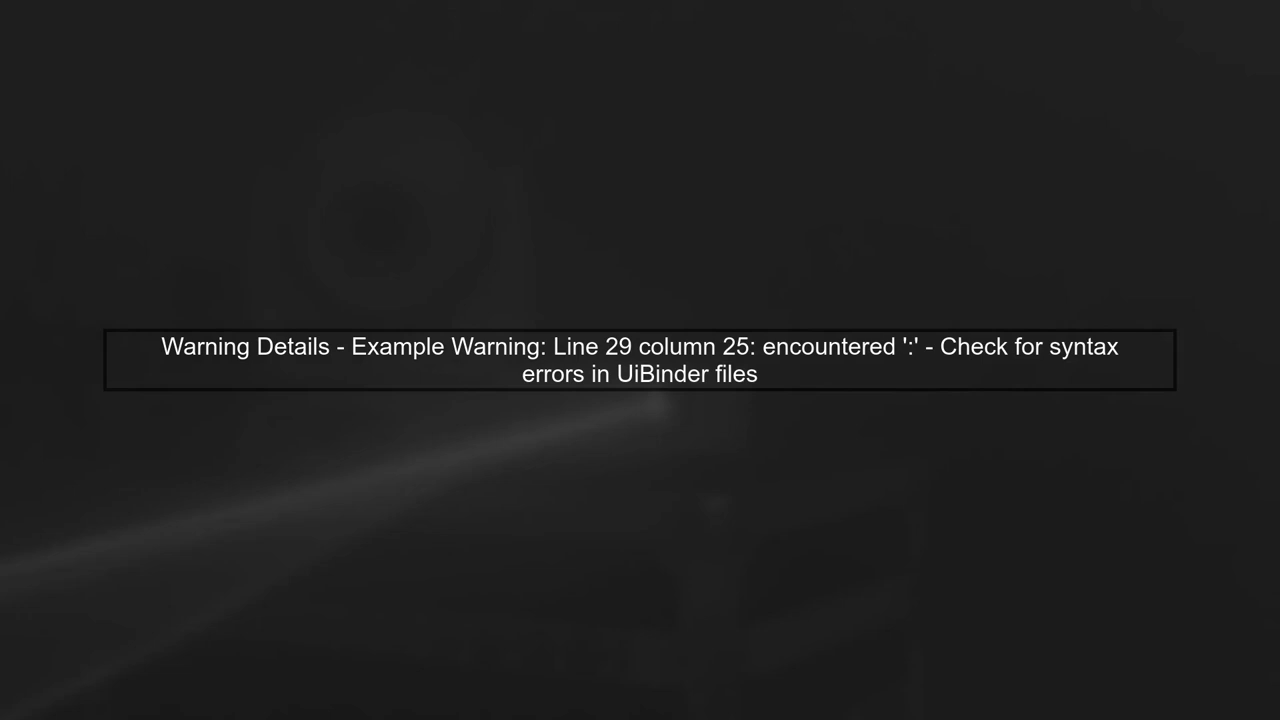 Warning Details - Example Warning: Line 29 column 25: encountered ':' - Check for syntax
errors in UiBinder files